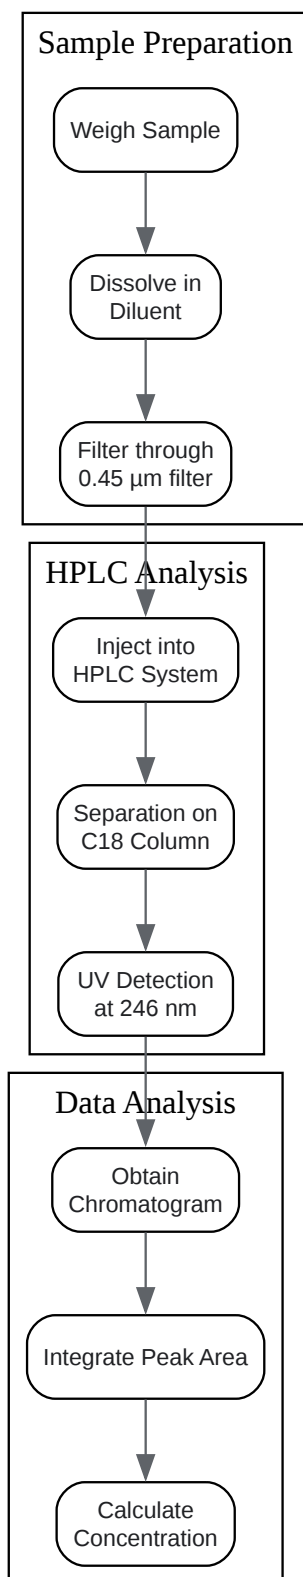 Sample Preparation
Weigh Sample
Dissolve in
Diluent
Filter through
0.45 µm filter
HPLC Analysis
Inject into
HPLC System
Separation on
C18 Column
UV Detection
at 246 nm
Data Analysis
Obtain
Chromatogram
Integrate Peak Area
Calculate
Concentration